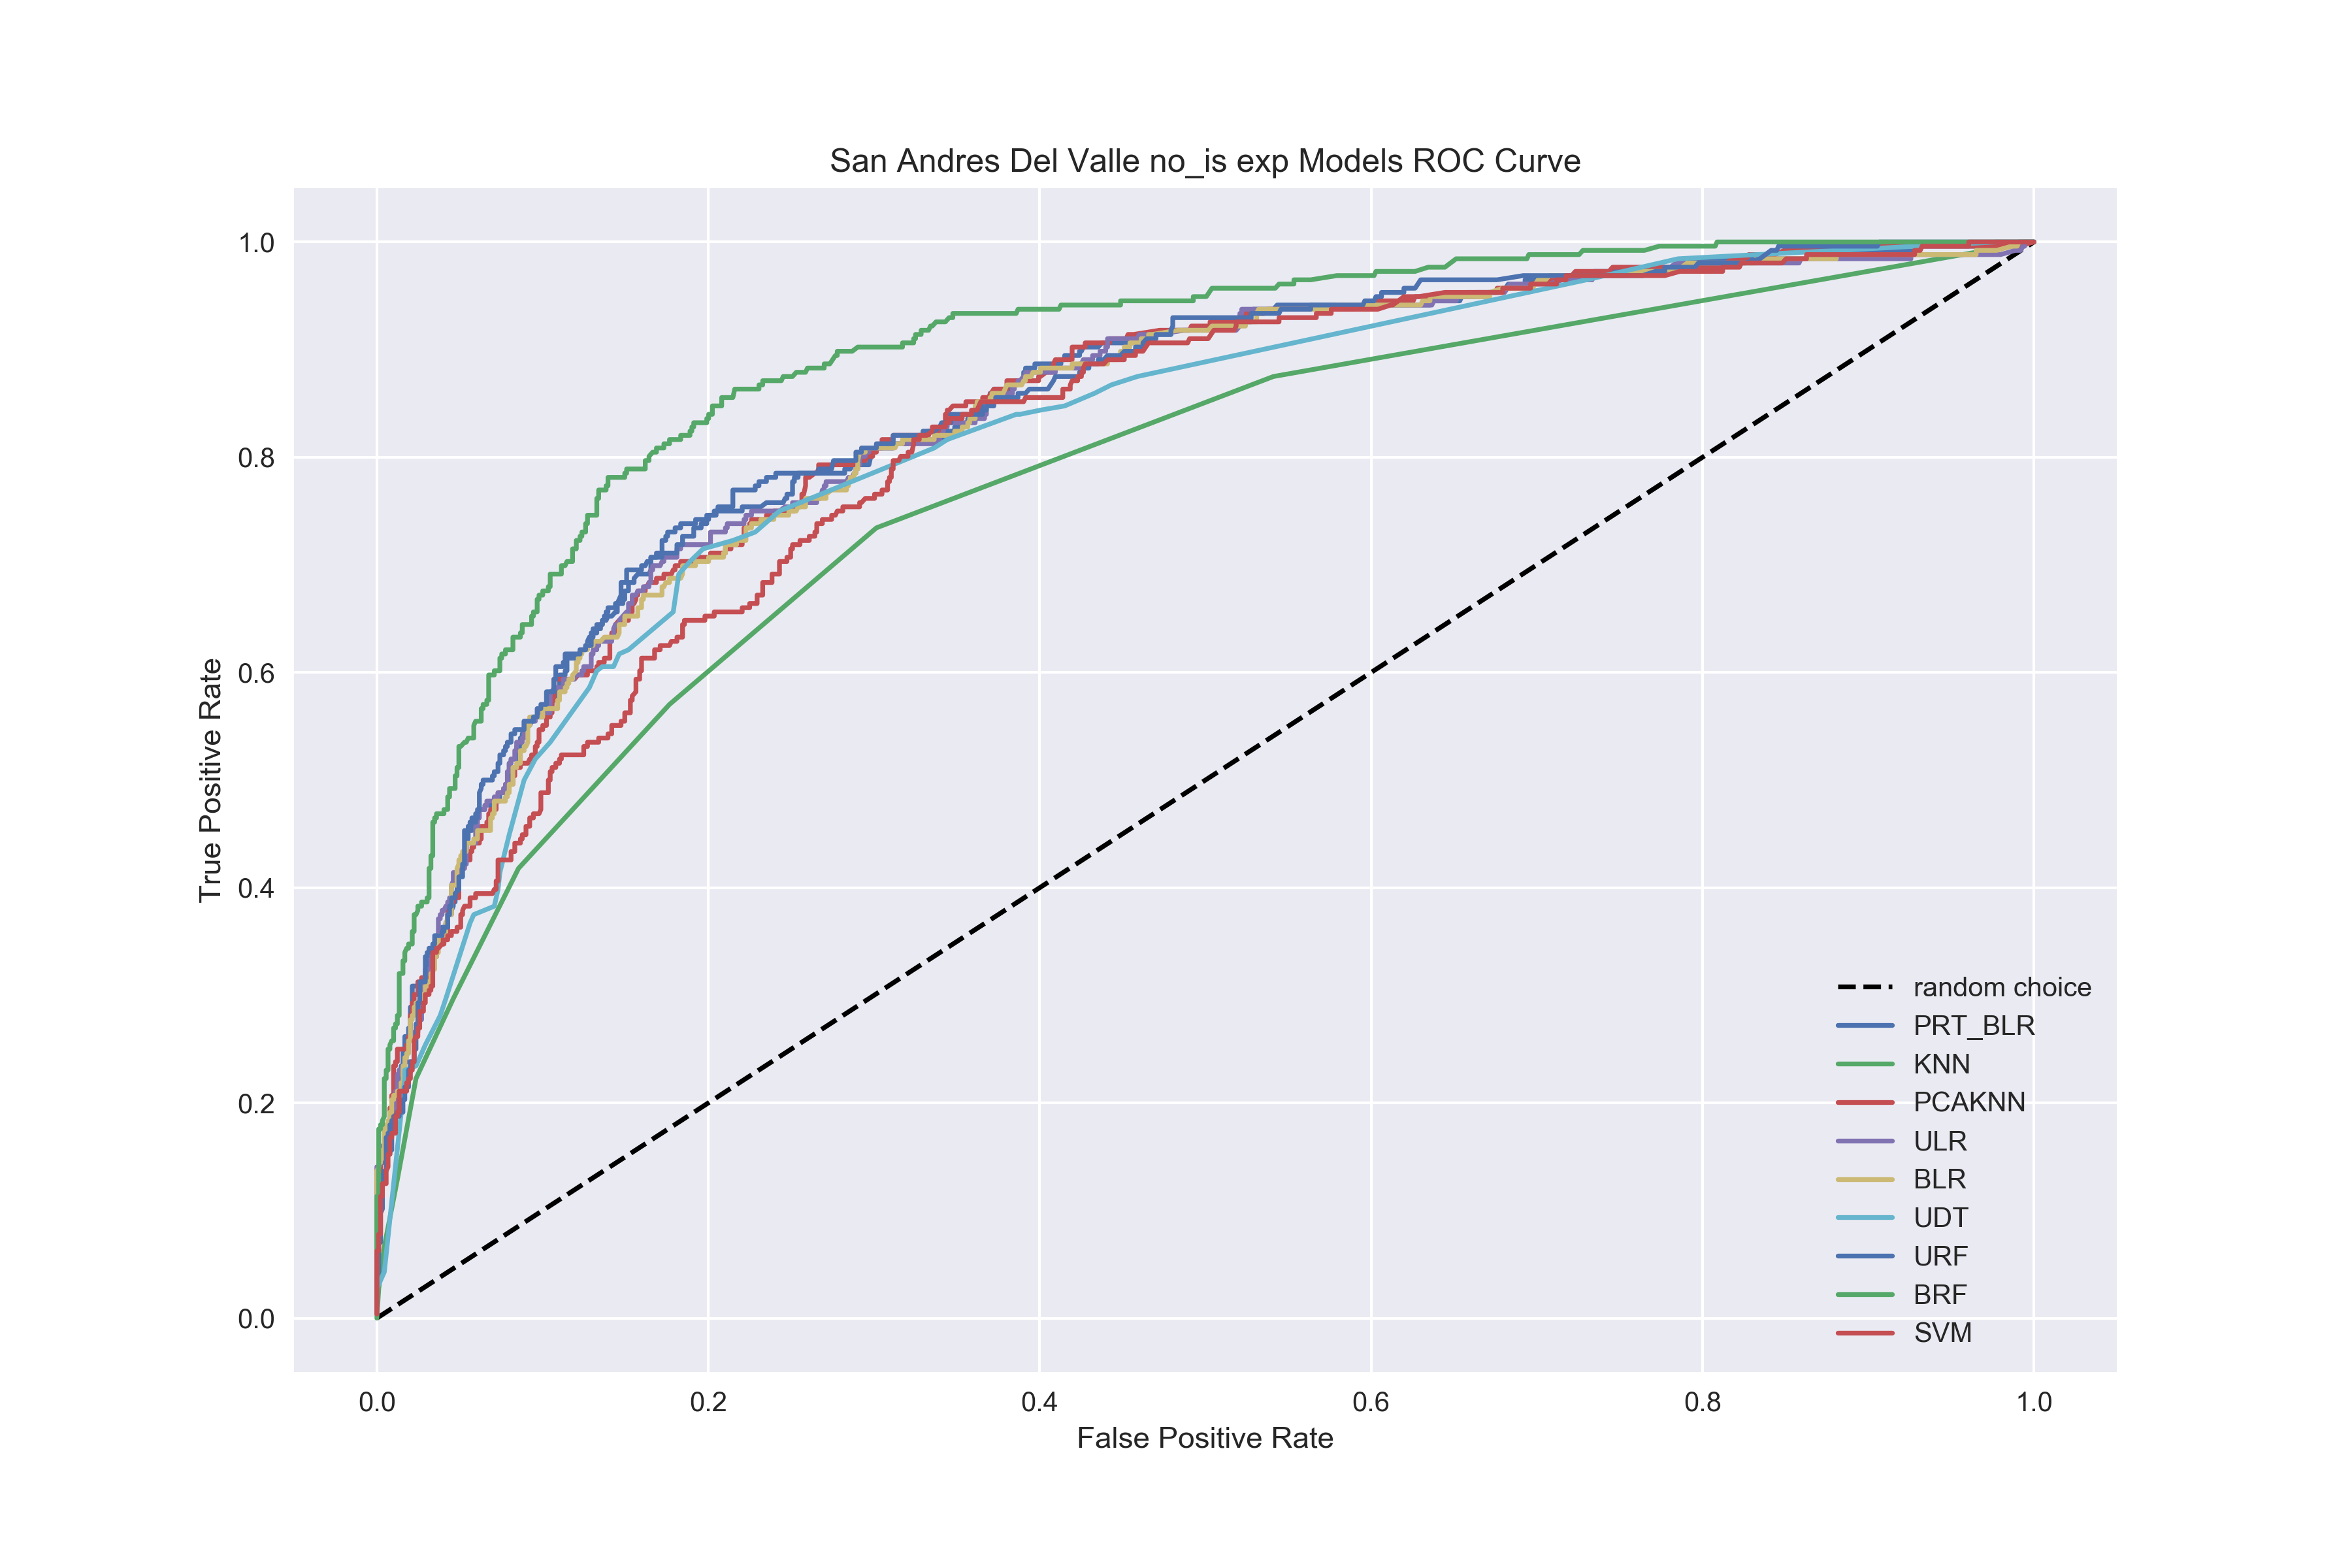 San Andres Del Valle no_is exp Models ROC Curve
1.0
0.8
0.6
0.4
0.2
0.0
True Positive Rate
random choice
PRT_BLR
KNN
PCAKNN
ULR
BLR
UDT
URF
BRF
SVM
0.0 0.2 0.4 0.6 0.8 1.0
False Positive Rate